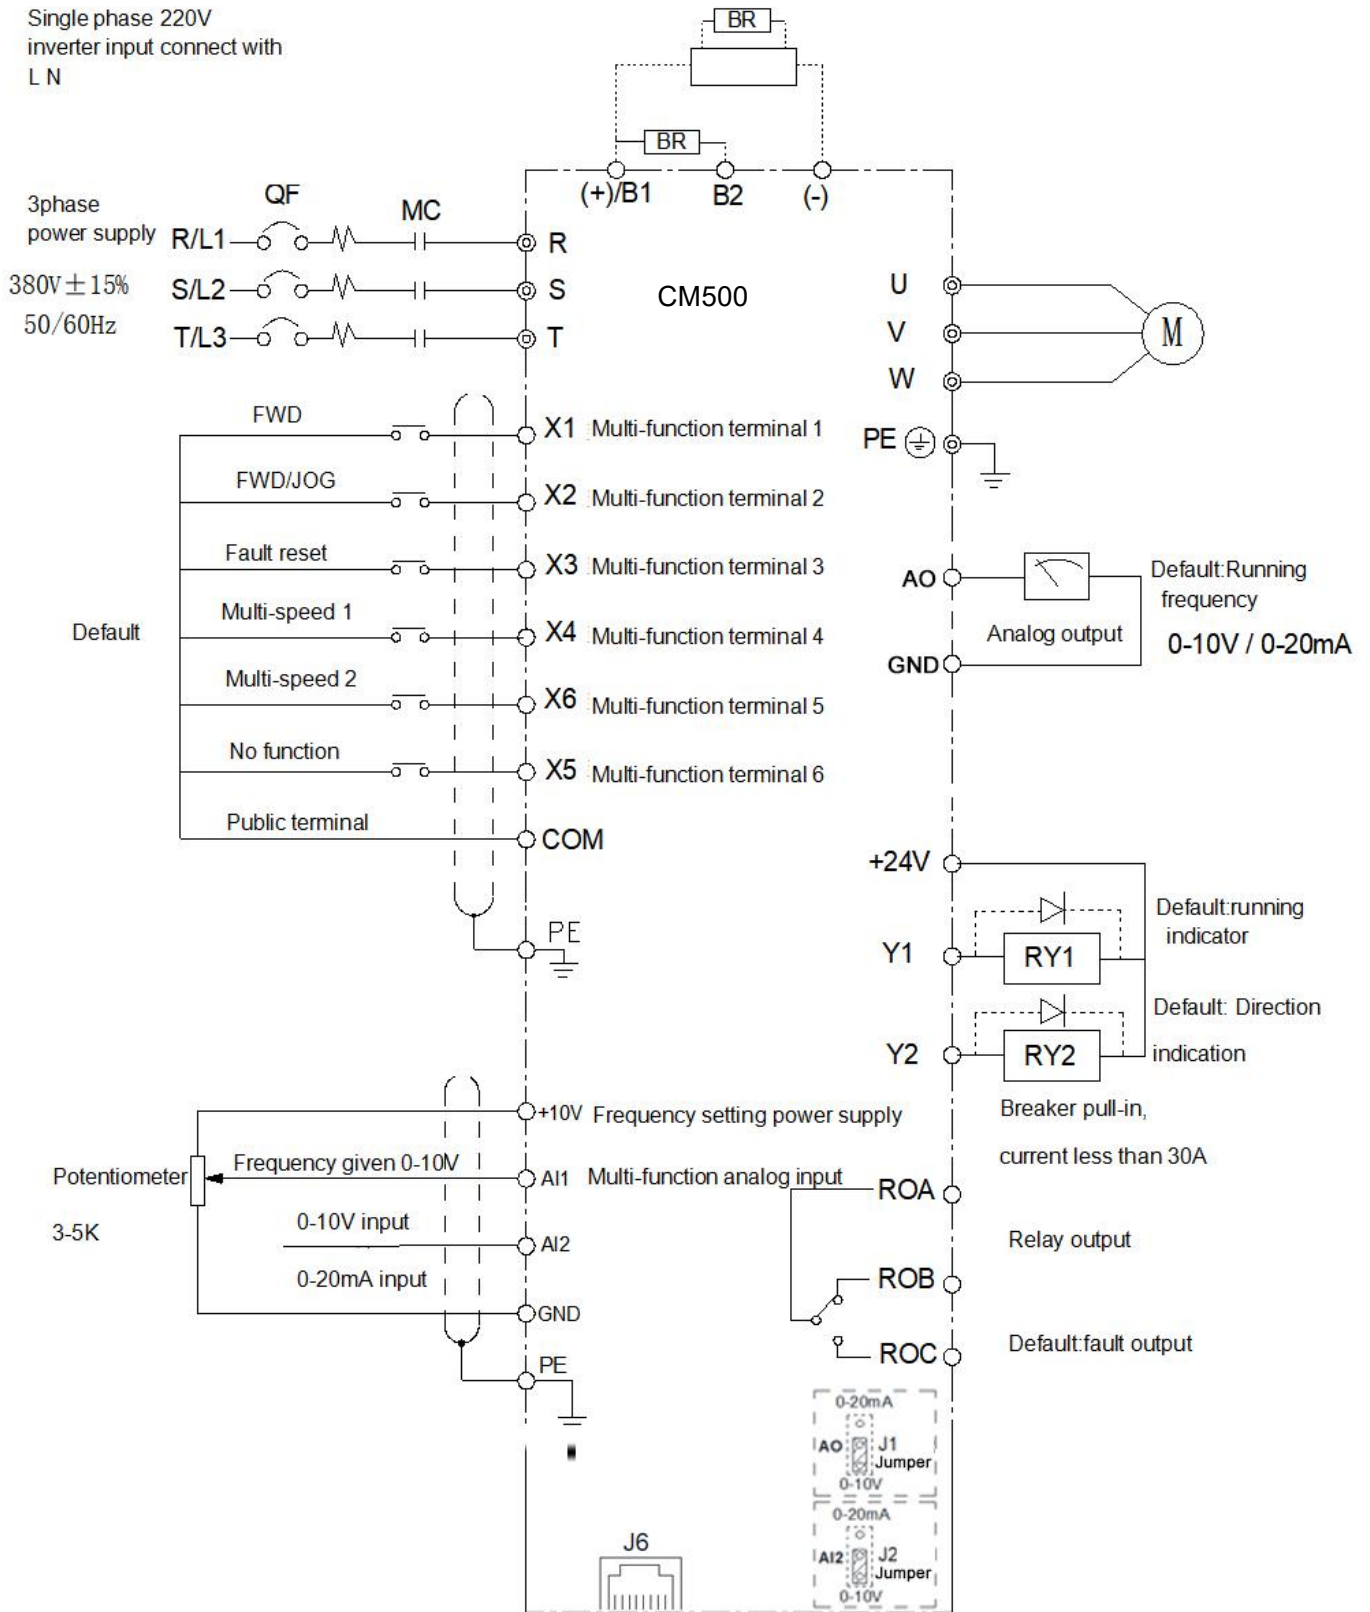 Single phase 220V
inverter input connect with
L N
BR
BR
(+)/B1
B2
(-)
3phase
power supply
380V±15%
50/60Hz
QF
MC
R/L1
R
S/L2
S
T/L3
T
CM500
U
V
W
M
PE
FWD
X1
Multi-function terminal 1
FWD/JOG
X2
Multi-function terminal 2
Fault reset
X3
Multi-function terminal 3
Multi-speed 1
X4
Multi-function terminal 4
Default
Multi-speed 2
X6
Multi-function terminal 5
No function
X5
Multi-function terminal 6
Public terminal
COM
PE
AO
Analog output
GND
Default:Running
frequency
0-10V / 0-20mA
+24V
Y1
RY1
Default:running
indicator
Y2
RY2
Default: Direction
indication
Breaker pull-in,
current less than 30A
+10V
Frequency setting power supply
Potentiometer
3-5K
Frequency given 0-10V
AI1
Multi-function analog input
0-10V input
AI2
0-20mA input
GND
PE
ROA
ROB
ROC
Relay output
Default:fault output
0-20mA
AO
J1
Jumper
0-10V
0-20mA
AI2
J2
Jumper
0-10V
J6